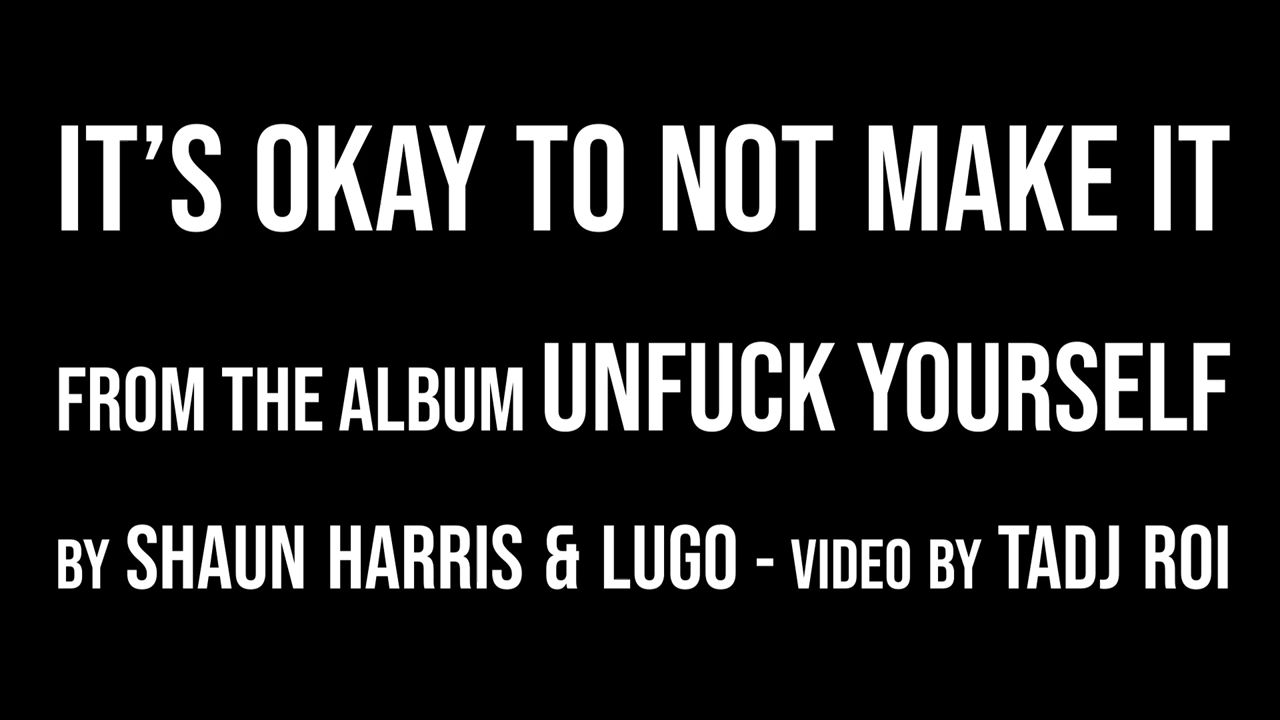 IT’S OKAY TO NOT MAKE IT
FROM THE ALBUM UNFUCK YOURSELF
BY SHAUN HARRIS & LUGO - VIDEO BY TADJ ROI